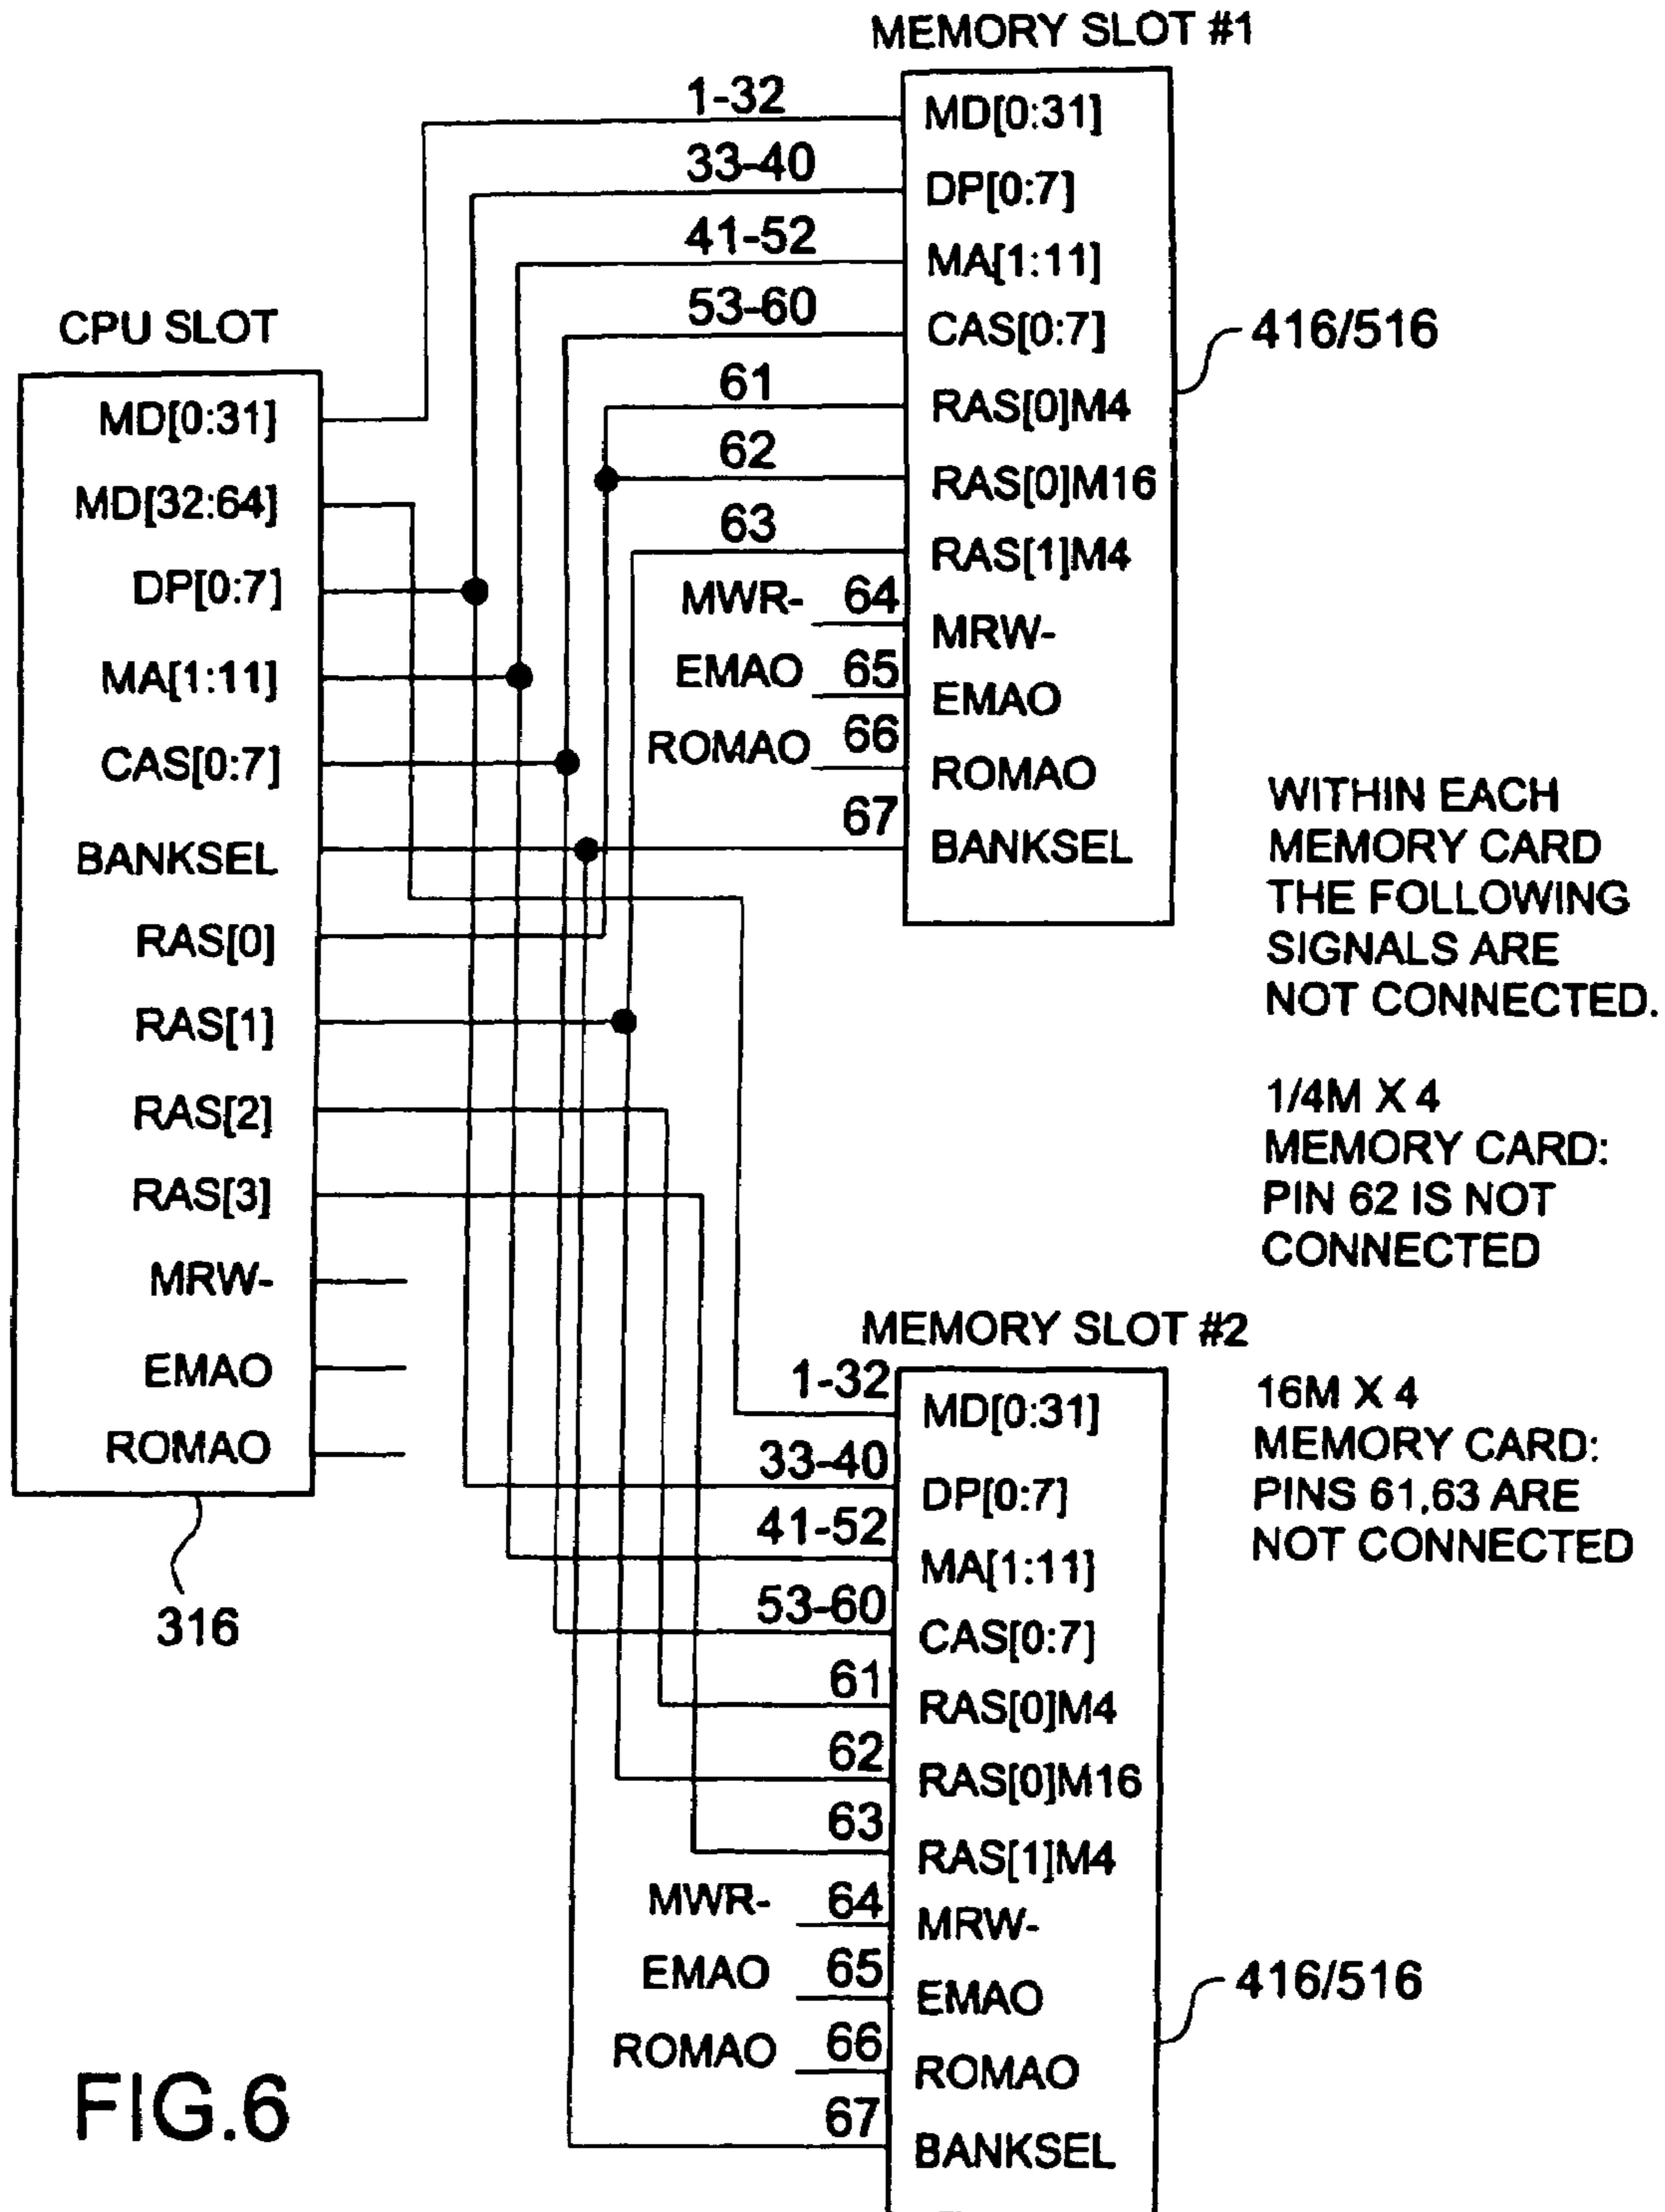 MEMORY SLOT #1
1-32
MD[0:31]
33-40
DP[0:7]
41-52
MA[1:11]
53-60
CAS[0:7]
416/516
61
RAS[0]M4
62
RAS[0]M16
63
RAS[1]M4
MWR- 64
MRW-
EMAO 65
EMAO
ROMAO 66
ROMAO
67
BANKSEL
CPU SLOT
MD[0:31]
MD[32:64]
DP[0:7]
MA[1:11]
CAS[0:7]
BANKSEL
RAS[0]
RAS[1]
RAS[2]
RAS[3]
MRW-
EMAO
ROMAO
316
WITHIN EACH
MEMORY CARD
THE FOLLOWING
SIGNALS ARE
NOT CONNECTED.
1/4M X 4
MEMORY CARD:
PIN 62 IS NOT
CONNECTED
16M X 4
MEMORY CARD:
PINS 61,63 ARE
NOT CONNECTED
MEMORY SLOT #2
1-32
MD[0:31]
33-40
DP[0:7]
41-52
MA[1:11]
53-60
CAS[0:7]
61
RAS[0]M4
62
RAS[0]M16
63
RAS[1]M4
MWR- 64
MRW-
EMAO 65
EMAO
416/516
ROMAO 66
ROMAO
67
BANKSEL
FIG.6